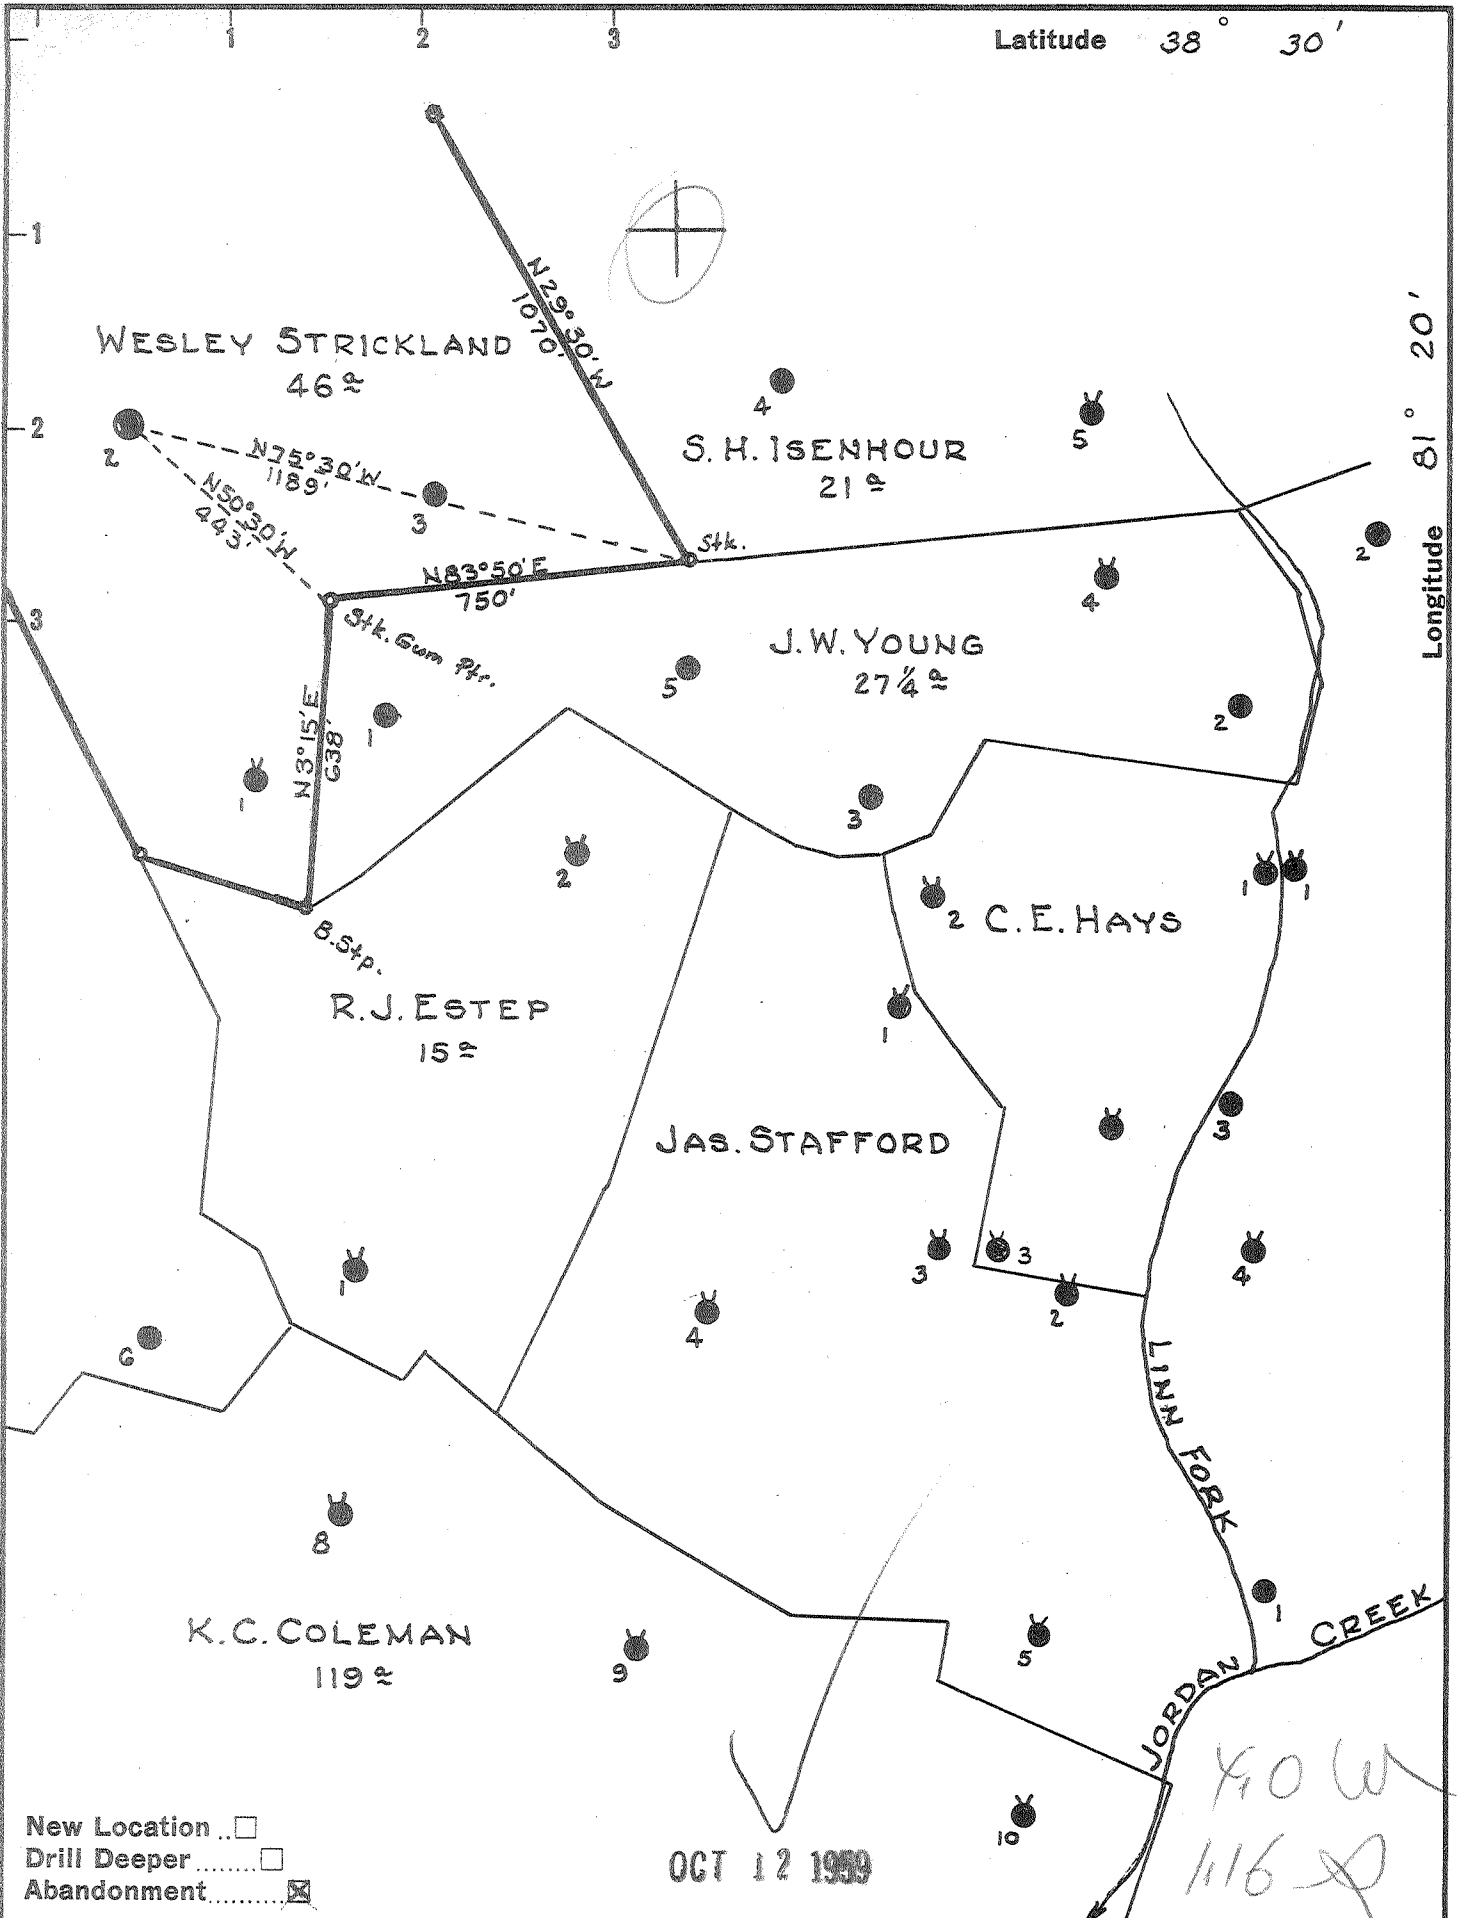 1 2 3
Latitude 38° 30'
1
2
3
Longitude 81° 20'
N29°30'W
1070'
WESLEY STRICKLAND
46 a
4
5
S. H. ISENHOUR
21 a
2
N75°30'W
1189'
3
N50°30'W
443'
Stk.
2
N83°50'E
750'
4
Stk. Gum Ptr.
J. W. YOUNG
27 1/4 a
5
1
2
N3°15'E
638'
1
3
2
1 1
2
C. E. HAYS
B. Stp.
R. J. ESTEP
15 a
1
3
JAS. STAFFORD
3
3
4
1
2
4
6
LINN FORK
8
1
K. C. COLEMAN
119 a
9
5
JORDAN CREEK
10
New Location
Drill Deeper
Abandonment ☒
OCT 12 1959